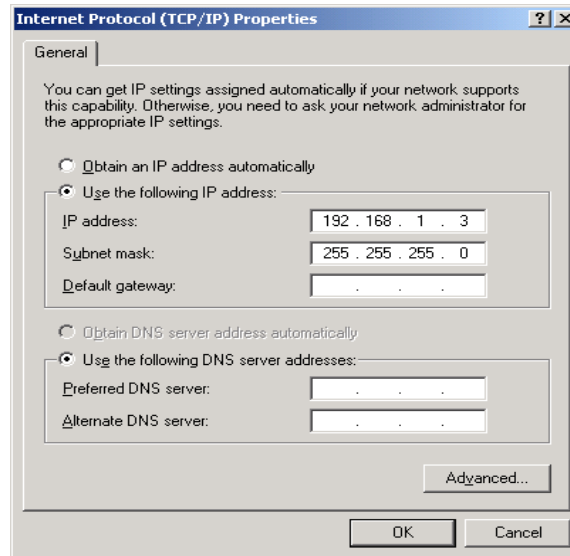 Internet Protocol (TCP/IP) Properties
General
You can get IP settings assigned automatically if your network supports
this capability. Otherwise, you need to ask your network administrator for
the appropriate IP settings.
Obtain an IP address automatically
Use the following IP address:
IP address: 192 . 168 . 1 . 3
Subnet mask: 255 . 255 . 255 . 0
Default gateway: . . .
Obtain DNS server address automatically
Use the following DNS server addresses:
Preferred DNS server: . . .
Alternate DNS server: . . .
Advanced...
OK Cancel